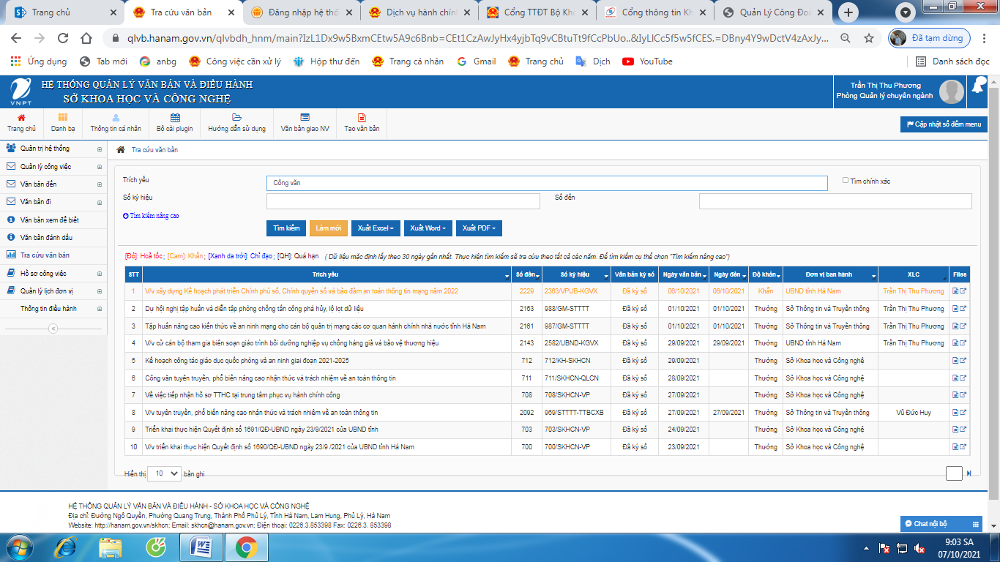 Trang chủ
Tra cứu văn bản
Đăng nhập hệ thố
Dịch vụ hành chín
Cổng TTĐT Bộ Kho
Cổng thông tin Kh
Quản Lý Công Đoà
qlvb.hanam.gov.vn/qlvbdh_hnm/main?IzL1Dx9w5BxmCEtw5A9c6Bnb=CEt1CzAwJyHx4yjbTq9vCBtuTt9fCcPbUo..&IyLlCc5f5w5fCES.=DBny4Y9wDctV4zAxJy...
Đã tạm dừng
Ứng dụng
Tab mới
anbg
Công việc cần xử lý
Hộp thư đến
Trang cá nhân
Gmail
Trang chủ
Dịch
YouTube
Danh sách đọc
VNPT
HỆ THỐNG QUẢN LÝ VĂN BẢN VÀ ĐIỀU HÀNH
SỞ KHOA HỌC VÀ CÔNG NGHỆ
Trần Thị Thu Phương
Phòng Quản lý chuyên ngành
Trang chủ
Danh bạ
Thông tin cá nhân
Bộ cài plugin
Hướng dẫn sử dụng
Văn bản giao NV
Tạo văn bản
Cập nhật số đếm menu
Quản trị hệ thống
Quản lý công việc
Văn bản đến
Văn bản đi
Văn bản xem để biết
Văn bản đánh dấu
Tra cứu văn bản
Hồ sơ công việc
Quản lý lịch đơn vị
Thông tin điều hành
Tra cứu văn bản
Trích yếu
Công văn
Tìm chính xác
Số ký hiệu
Số đến
Tìm kiếm nâng cao
Tìm kiếm
Làm mới
Xuất Excel
Xuất Word
Xuất PDF
[Đỏ]: Hoả tốc; [Cam]: Khẩn; [Xanh da trời]: Chỉ đạo; [QH]: Quá hạn ( Dữ liệu mặc định lấy theo 30 ngày gần nhất. Thực hiện tìm kiếm sẽ tra cứu theo tất cả các năm. Để tìm kiếm cụ thể chọn "Tìm kiếm nâng cao")
STT Trích yếu Số đến Số ký hiệu Văn bản ký số Ngày văn bản Ngày đến Độ khẩn Đơn vị ban hành XLC Files
1 V/v xây dựng Kế hoạch phát triển Chính phủ số, Chính quyền số và bảo đảm an toàn thông tin mạng năm 2022 2229 2363/VPUB-KGVX Đã ký số 06/10/2021 06/10/2021 Khẩn UBND tỉnh Hà Nam Trần Thị Thu Phương
2 Dự hội nghị tập huấn và diễn tập phòng chống tấn công phá hủy, lộ lọt dữ liệu 2163 988/GM-STTTT Đã ký số 01/10/2021 01/10/2021 Thường Sở Thông tin và Truyền thông Trần Thị Thu Phương
3 Tập huấn nâng cao kiến thức về an ninh mạng cho cán bộ quản trị mạng các cơ quan hành chính nhà nước tỉnh Hà Nam 2161 987/GM-STTTT Đã ký số 01/10/2021 01/10/2021 Thường Sở Thông tin và Truyền thông Trần Thị Thu Phương
4 V/v cử cán bộ tham gia biên soạn giáo trình bồi dưỡng nghiệp vụ chống hàng giả và bảo vệ thương hiệu 2143 2582/UBND-KGVX Đã ký số 29/09/2021 29/09/2021 Thường UBND tỉnh Hà Nam Trần Thị Thu Phương
5 Kế hoạch công tác giáo dục quốc phòng và an ninh giai đoạn 2021-2025 712 712/KH-SKHCN Đã ký số 29/09/2021 Thường Sở Khoa học và Công nghệ
6 Công văn tuyên truyền, phổ biến nâng cao nhận thức và trách nhiệm về an toàn thông tin 711 711/SKHCN-QLCN Đã ký số 28/09/2021 Thường Sở Khoa học và Công nghệ
7 Về việc tiếp nhận hồ sơ TTHC tại trung tâm phục vụ hành chính công 708 708/SKHCN-VP Đã ký số 27/09/2021 Thường Sở Khoa học và Công nghệ
8 V/v tuyên truyền, phổ biến nâng cao nhận thức và trách nhiệm về an toàn thông tin 2092 969/STTTT-TTBCXB Đã ký số 27/09/2021 27/09/2021 Thường Sở Thông tin và Truyền thông Vũ Đức Huy
9 Triển khai thực hiện Quyết định số 1691/QĐ-UBND ngày 23/9/2021 của UBND tỉnh 703 703/SKHCN-VP Đã ký số 24/09/2021 Thường Sở Khoa học và Công nghệ
10 V/v triển khai thực hiện Quyết định số 1690/QĐ-UBND ngày 23/9 /2021 của UBND tỉnh Hà Nam 700 700/SKHCN-VP Đã ký số 23/09/2021 Thường Sở Khoa học và Công nghệ
Hiển thị 10 bản ghi
HỆ THỐNG QUẢN LÝ VĂN BẢN VÀ ĐIỀU HÀNH - SỞ KHOA HỌC VÀ CÔNG NGHỆ
Địa chỉ: Đường Ngô Quyền, Phường Quang Trung, Thành Phố Phủ Lý, Tỉnh Hà Nam, Lam Hung, Phủ Lý, Hà Nam
Website: http://hanam.gov.vn/skhcn; Email: skhcn@hanam.gov.vn; Điện thoại: 0226.3.853398 Fax: 0226.3. 853398
Chat nội bộ
9:03 SA
07/10/2021